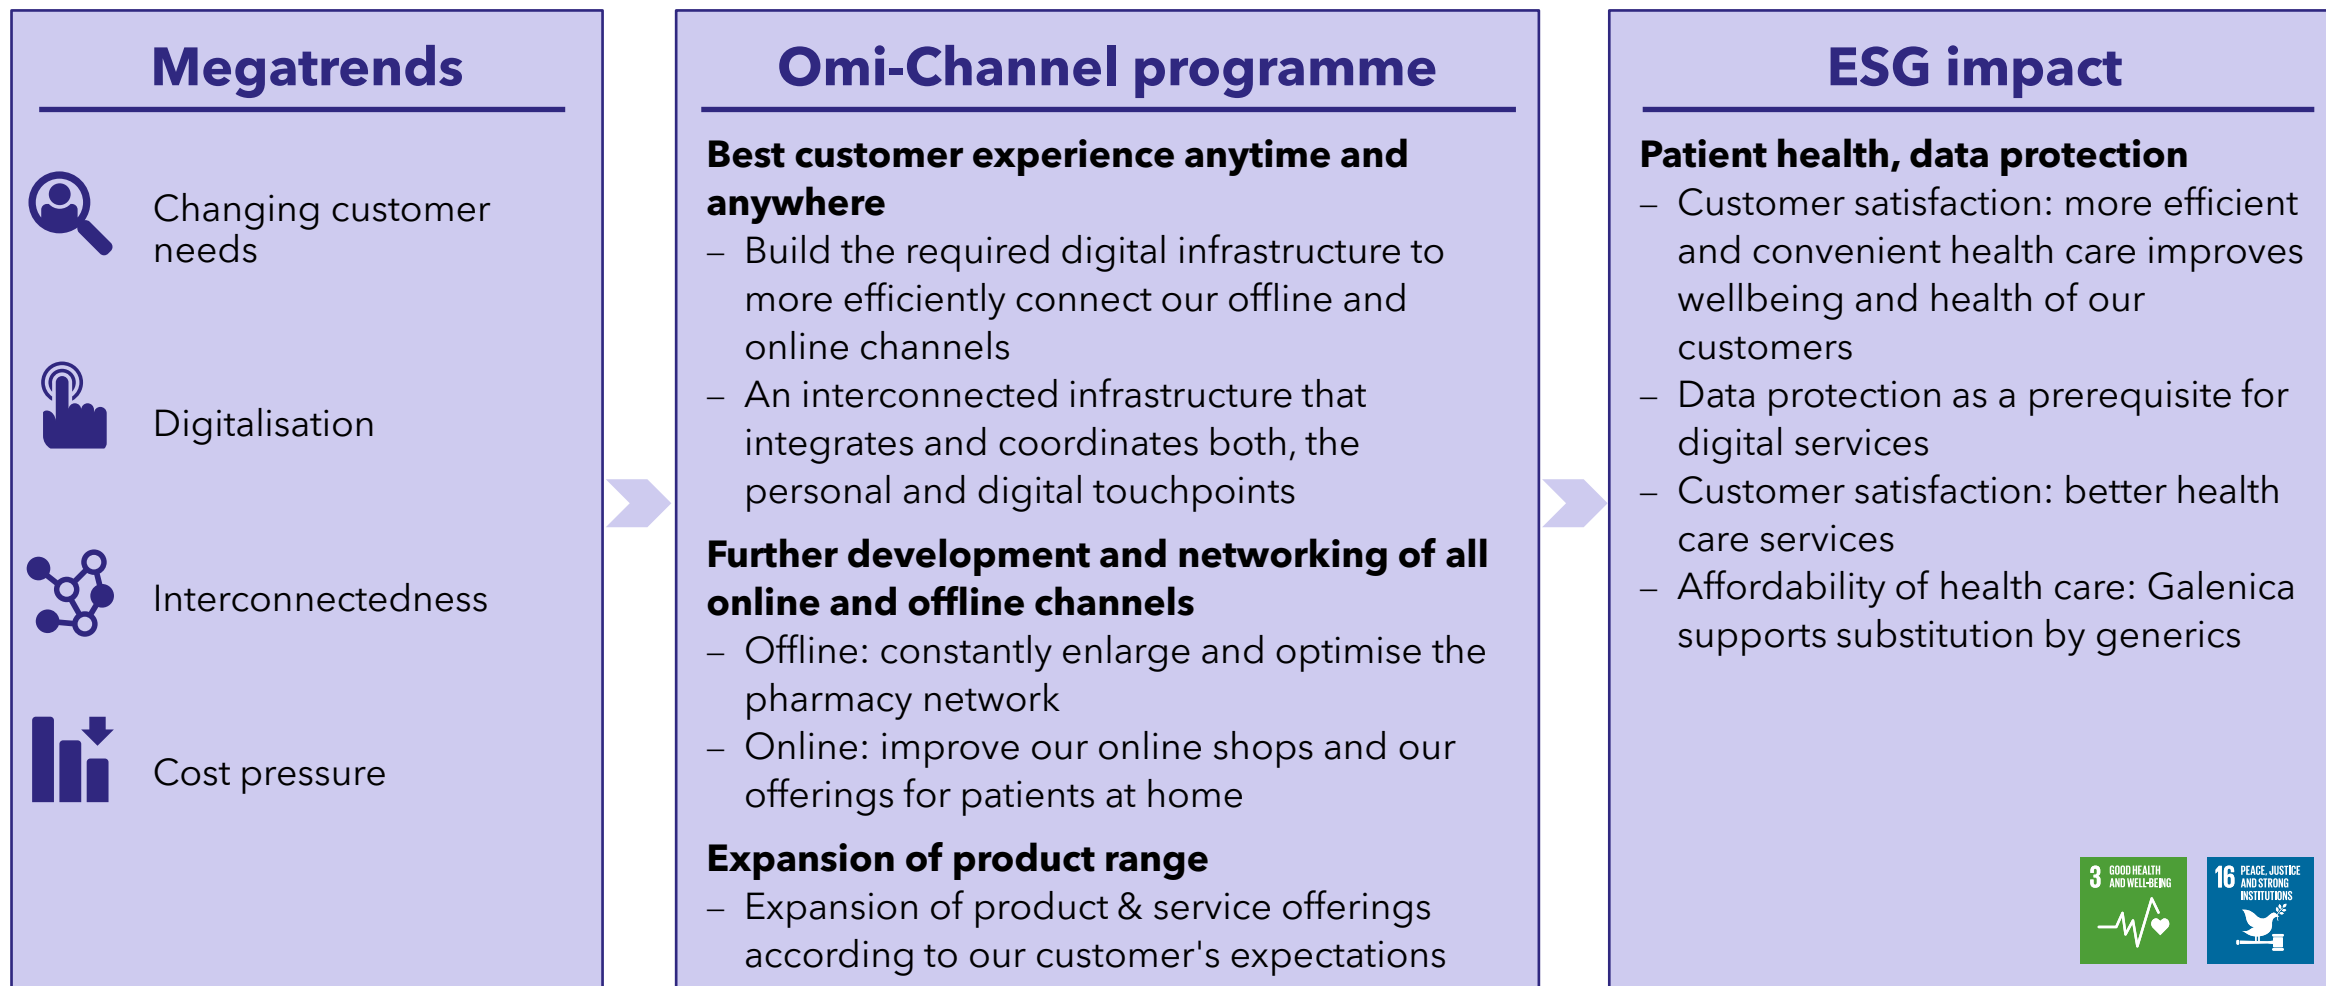 Megatrends
Changing customer
needs
Digitalisation
Interconnectedness
Cost pressure
Omi-Channel programme
Best customer experience anytime and
anywhere
– Build the required digital infrastructure to
more efficiently connect our offline and
online channels
– An interconnected infrastructure that
integrates and coordinates both, the
personal and digital touchpoints
Further development and networking of all
online and offline channels
– Offline: constantly enlarge and optimise the
pharmacy network
– Online: improve our online shops and our
offerings for patients at home
Expansion of product range
– Expansion of product & service offerings
according to our customer's expectations
ESG impact
Patient health, data protection
– Customer satisfaction: more efficient
and convenient health care improves
wellbeing and health of our
customers
– Data protection as a prerequisite for
digital services
– Customer satisfaction: better health
care services
– Affordability of health care: Galenica
supports substitution by generics
3 GOOD HEALTH
AND WELL-BEING
16 PEACE, JUSTICE
AND STRONG
INSTITUTIONS